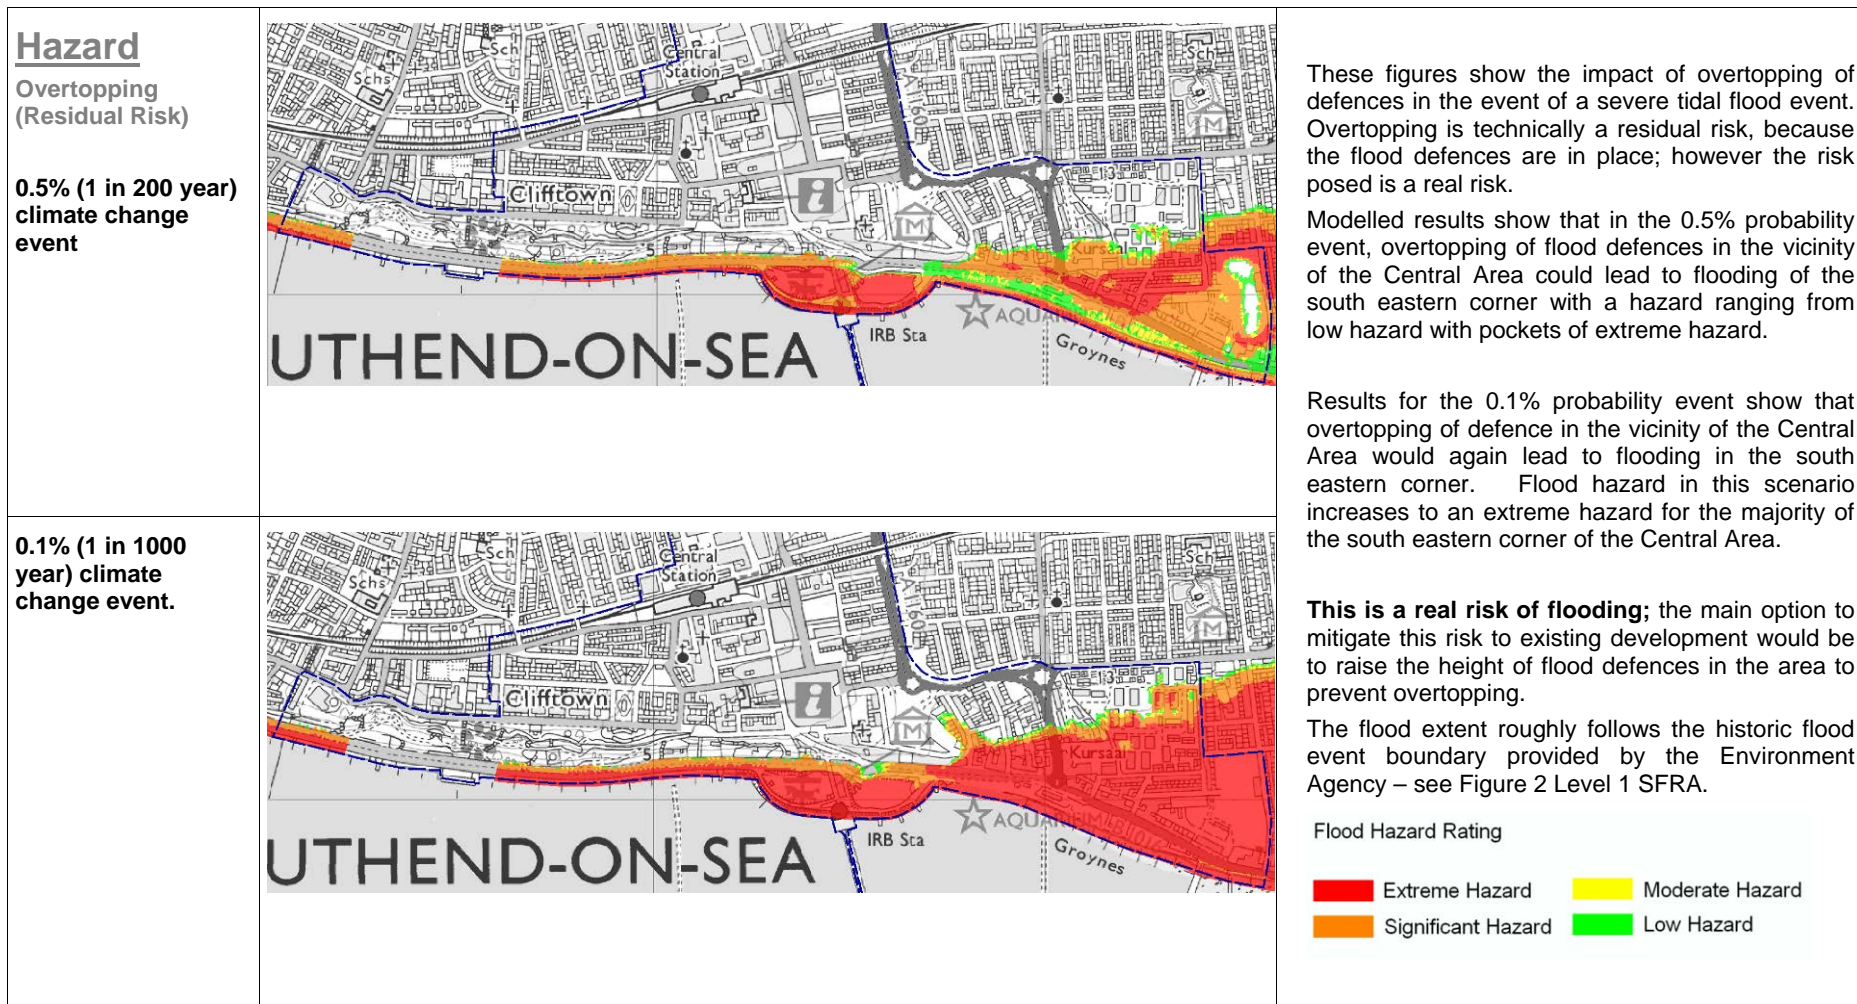 Hazard
Overtopping
(Residual Risk)
0.5% (1 in 200 year)
climate change
event
Sch
Schs
Central
Station
A1160
Sch
M
Clifftown
i
M
13
Kursaal
5
AQUARIUM
IRB Sta
Groynes
UTHEND-ON-SEA
0.1% (1 in 1000
year) climate
change event.
Sch
Schs
Central
Station
A1160
Sch
M
Clifftown
i
M
13
Kursaal
5
AQUARIUM
IRB Sta
Groynes
UTHEND-ON-SEA
These figures show the impact of overtopping of
defences in the event of a severe tidal flood event.
Overtopping is technically a residual risk, because
the flood defences are in place; however the risk
posed is a real risk.
Modelled results show that in the 0.5% probability
event, overtopping of flood defences in the vicinity
of the Central Area could lead to flooding of the
south eastern corner with a hazard ranging from
low hazard with pockets of extreme hazard.
Results for the 0.1% probability event show that
overtopping of defence in the vicinity of the Central
Area would again lead to flooding in the south
eastern corner. Flood hazard in this scenario
increases to an extreme hazard for the majority of
the south eastern corner of the Central Area.
This is a real risk of flooding; the main option to
mitigate this risk to existing development would be
to raise the height of flood defences in the area to
prevent overtopping.
The flood extent roughly follows the historic flood
event boundary provided by the Environment
Agency – see Figure 2 Level 1 SFRA.
Flood Hazard Rating
Extreme Hazard
Moderate Hazard
Significant Hazard
Low Hazard